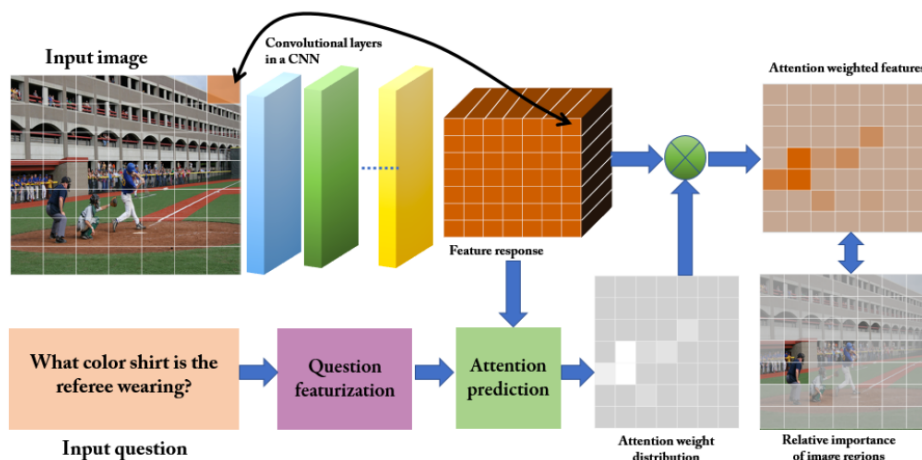 Input image
Convolutional layers
in a CNN
Attention weighted features
Feature response
What color shirt is the
referee wearing?
Question
featurization
Attention
prediction
Input question
Attention weight
distribution
Relative importance
of image regions